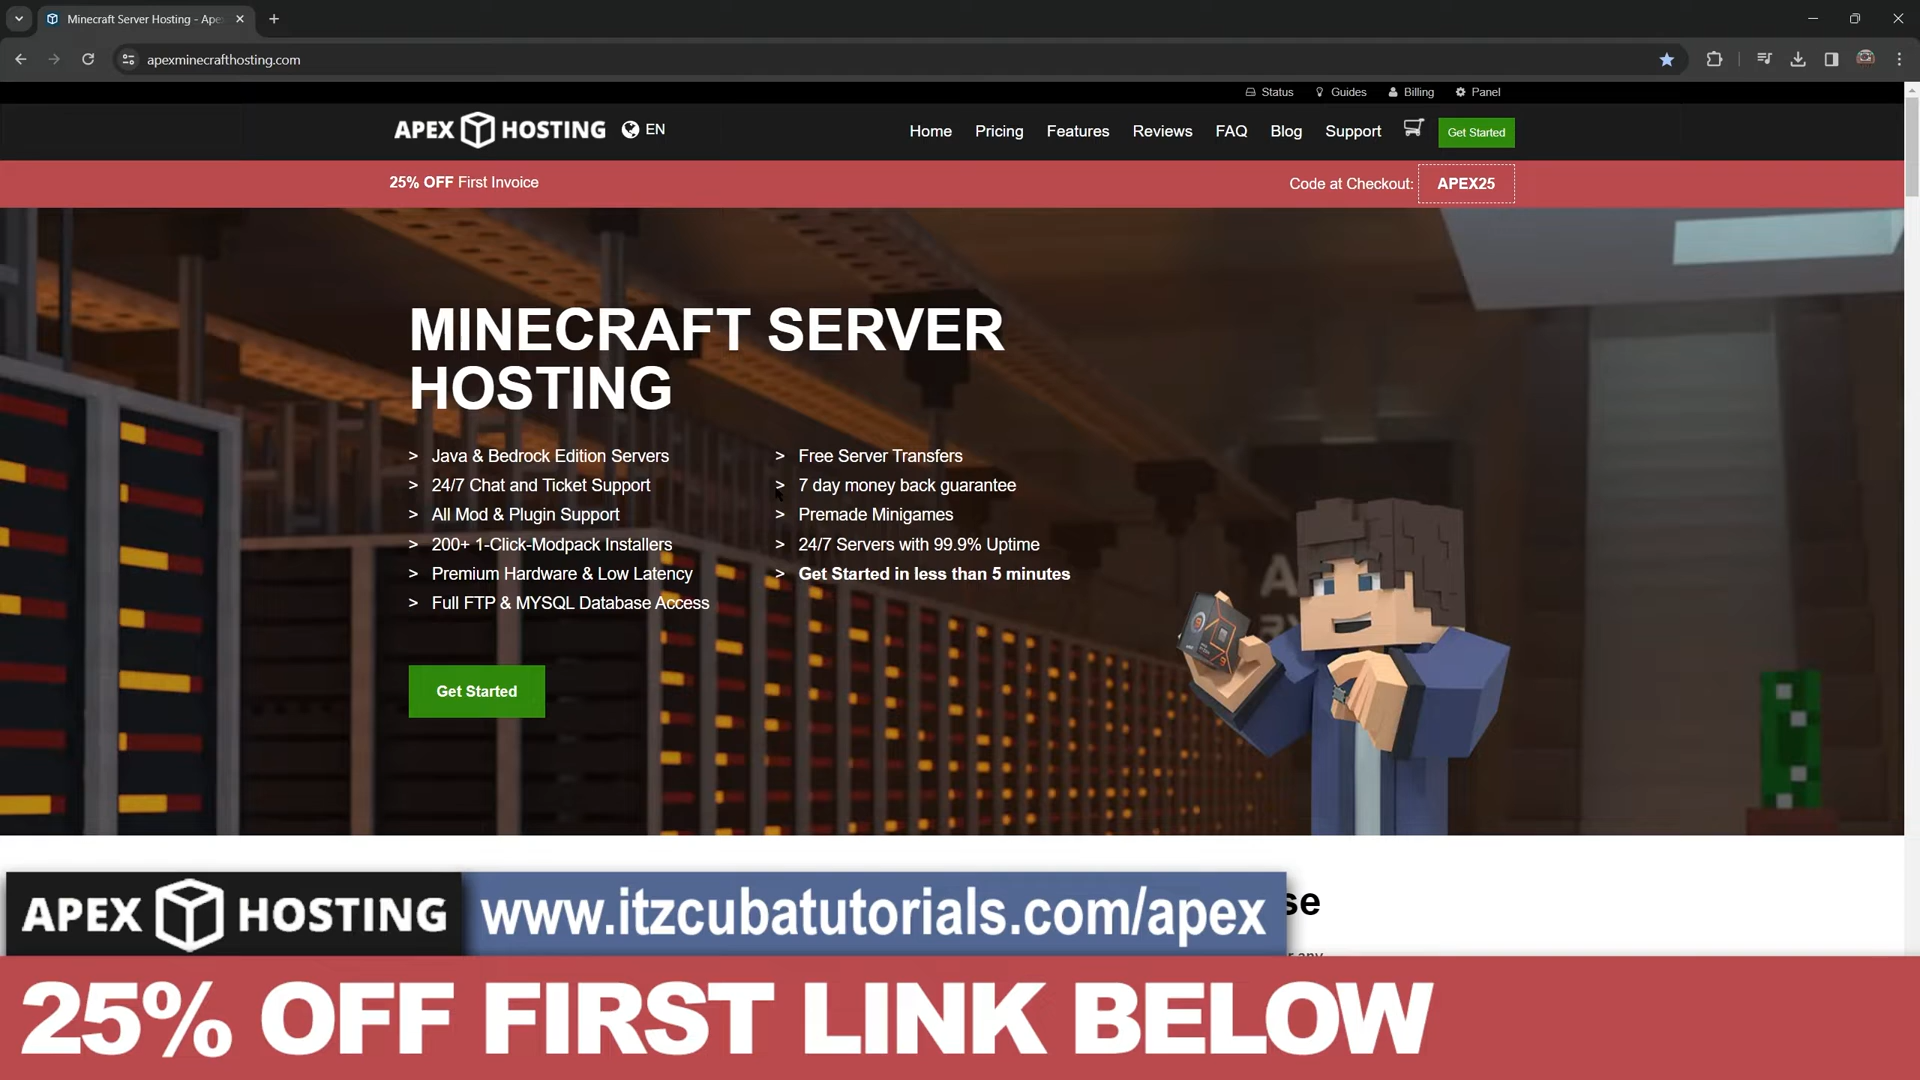 Minecraft Server Hosting - Ape
apexminecrafthosting.com
Status Guides Billing Panel
APEX HOSTING EN
Home Pricing Features Reviews FAQ Blog Support Get Started
25% OFF First Invoice
Code at Checkout: APEX25
MINECRAFT SERVER
HOSTING
> Java & Bedrock Edition Servers
> 24/7 Chat and Ticket Support
> All Mod & Plugin Support
> 200+ 1-Click-Modpack Installers
> Premium Hardware & Low Latency
> Full FTP & MYSQL Database Access
> Free Server Transfers
> 7 day money back guarantee
> Premade Minigames
> 24/7 Servers with 99.9% Uptime
> Get Started in less than 5 minutes
Get Started
se
APEX HOSTING www.itzcubatutorials.com/apex
25% OFF FIRST LINK BELOW